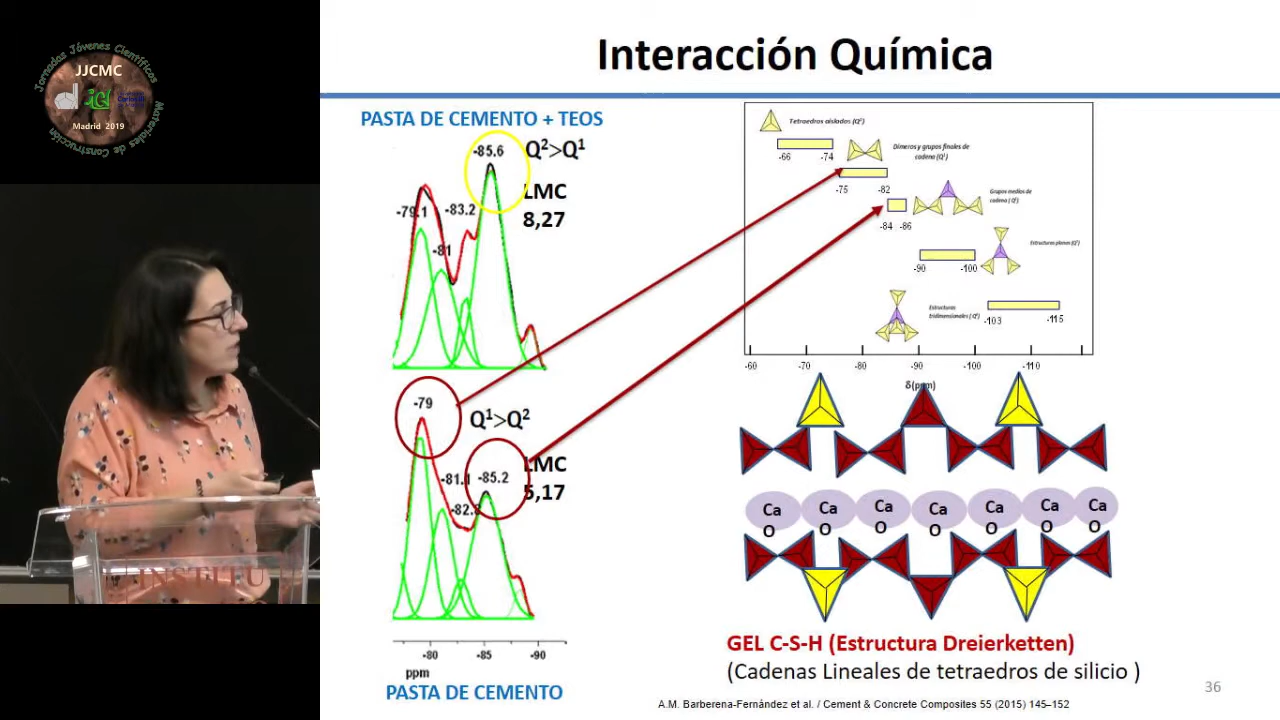 Jornadas Jóvenes Científicos
JJCMC
Madrid 2019
Materiales de Construcción
Interacción Química
PASTA DE CEMENTO + TEOS
-85.6
Q²>Q¹
LMC
8,27
-79.1
-83.2
-81
-79
Q¹>Q²
LMC
5,17
-81.1
-85.2
-82.8
-80
-85
-90
ppm
PASTA DE CEMENTO
Tetraedros aislados (Q⁰)
-66
-74
Dímeros y grupos finales de
cadena (Q¹)
-75
-82
Grupos medios de
cadena (Q²)
-84
-86
Estructuras planas (Q³)
-90
-100
Estructuras
tridimensionales (Q⁴)
-103
-115
-60
-70
-80
-90
-100
-110
δ(ppm)
Ca
O
Ca
O
Ca
O
Ca
O
Ca
O
Ca
O
Ca
O
GEL C-S-H (Estructura Dreierketten)
(Cadenas Lineales de tetraedros de silicio )
36
A.M. Barberena-Fernández et al. / Cement & Concrete Composites 55 (2015) 145–152
INSTITU